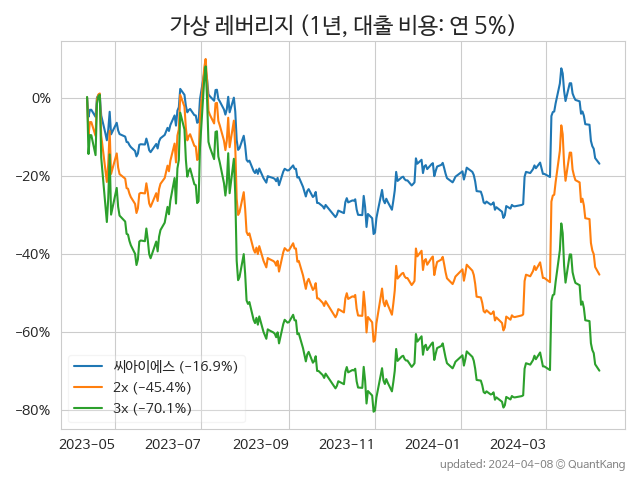 가상 레버리지 (1년, 대출 비용: 연 5%)
0%
−20%
−40%
−60%
−80%
씨아이에스 (−16.9%)
2x (−45.4%)
3x (−70.1%)
2023-05 2023-07 2023-09 2023-11 2024-01 2024-03
updated: 2024-04-08 © QuantKang